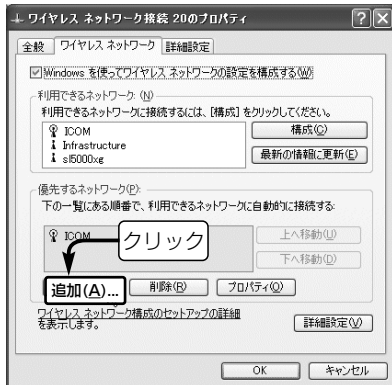 ワイヤレス ネットワーク接続 20のプロパティ
全般 ワイヤレス ネットワーク 詳細設定
Windows を使ってワイヤレス ネットワークの設定を構成する(W)
利用できるネットワーク: (N)
利用できるネットワークに接続するには、[構成] をクリックしてください。
ICOM
Infrastructure
sl5000xg
構成(C)
最新の情報に更新(E)
優先するネットワーク(P):
下の一覧にある順番で、利用できるネットワークに自動的に接続する:
ICOM
クリック
上へ移動(U)
下へ移動(D)
追加(A)... 削除(R) プロパティ(O)
ワイヤレス ネットワーク構成のセットアップの詳細
を表示します。
詳細設定(V)
OK キャンセル